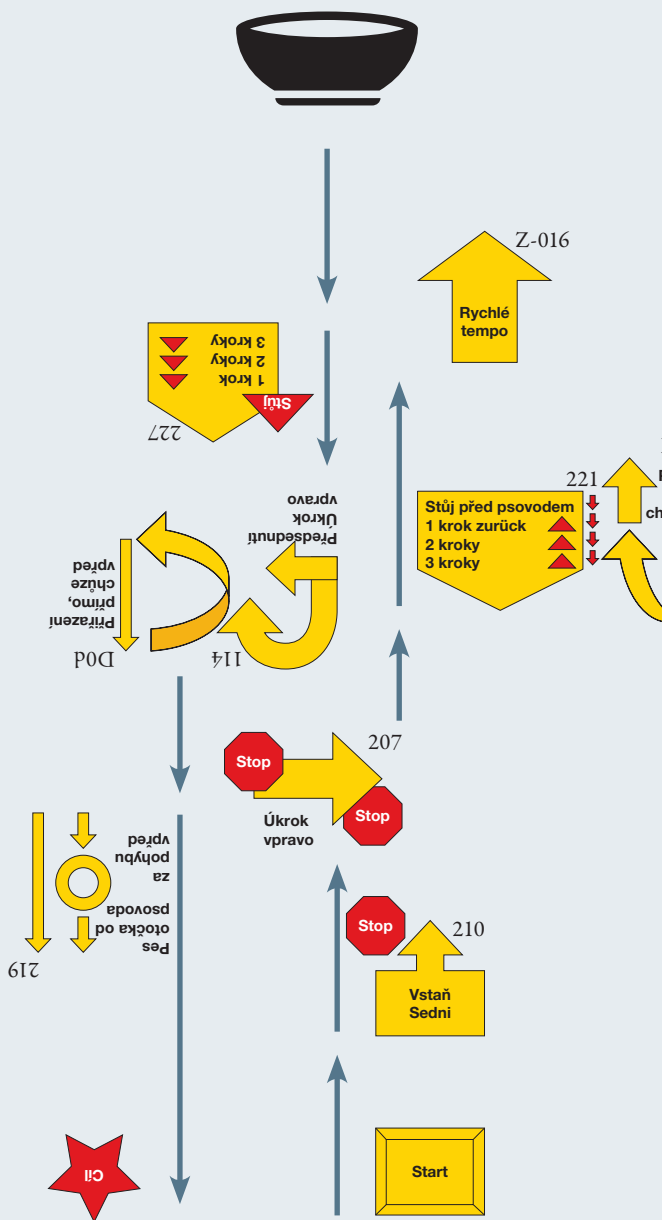 Z-016
Rychlé
tempo
1 krok
2 kroky
3 kroky
Stůj
227
221
Stůj před psovodem
1 krok zurück
2 kroky
3 kroky
ch
Předsednutí
Úkrok
vpravo
114
D0d
Přiřazení
přímo,
chůze
vpřed
207
Stop
Stop
Úkrok
vpravo
219
Pes
otočka od
psovoda
za
pohybu
vpřed
Stop
210
Vstaň
Sedni
Cíl
Start